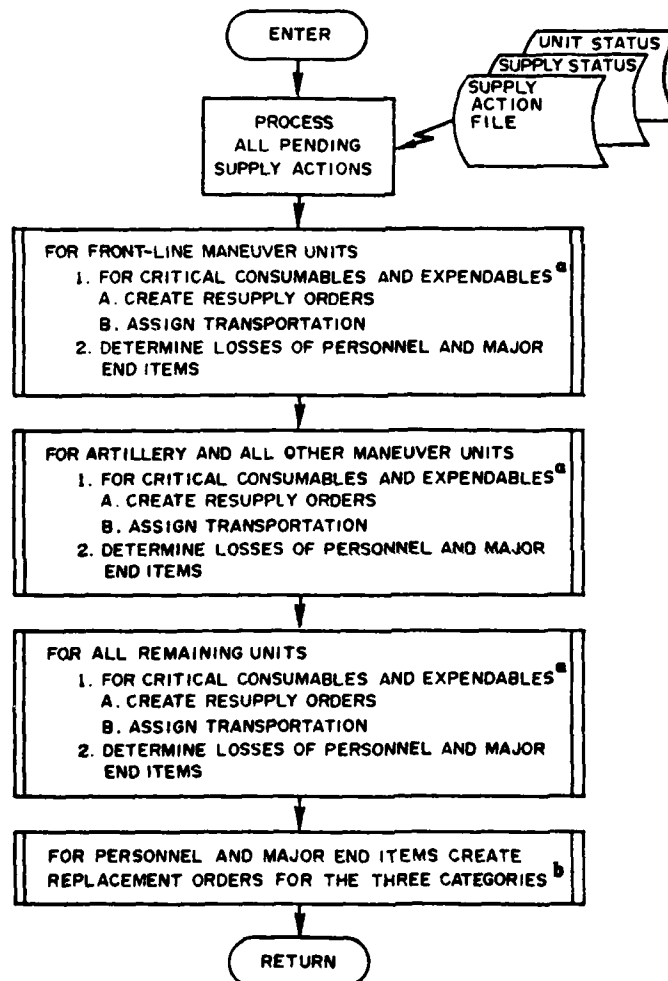 ENTER
UNIT STATUS
SUPPLY STATUS
SUPPLY
ACTION
FILE
PROCESS
ALL PENDING
SUPPLY ACTIONS
FOR FRONT-LINE MANEUVER UNITS
1. FOR CRITICAL CONSUMABLES AND EXPENDABLES a
A. CREATE RESUPPLY ORDERS
B. ASSIGN TRANSPORTATION
2. DETERMINE LOSSES OF PERSONNEL AND MAJOR
END ITEMS
FOR ARTILLERY AND ALL OTHER MANEUVER UNITS
1. FOR CRITICAL CONSUMABLES AND EXPENDABLES a
A. CREATE RESUPPLY ORDERS
B. ASSIGN TRANSPORTATION
2. DETERMINE LOSSES OF PERSONNEL AND MAJOR
END ITEMS
FOR ALL REMAINING UNITS
1. FOR CRITICAL CONSUMABLES AND EXPENDABLES a
A. CREATE RESUPPLY ORDERS
B. ASSIGN TRANSPORTATION
2. DETERMINE LOSSES OF PERSONNEL AND MAJOR
END ITEMS
FOR PERSONNEL AND MAJOR END ITEMS CREATE
REPLACEMENT ORDERS FOR THE THREE CATEGORIES b
RETURN